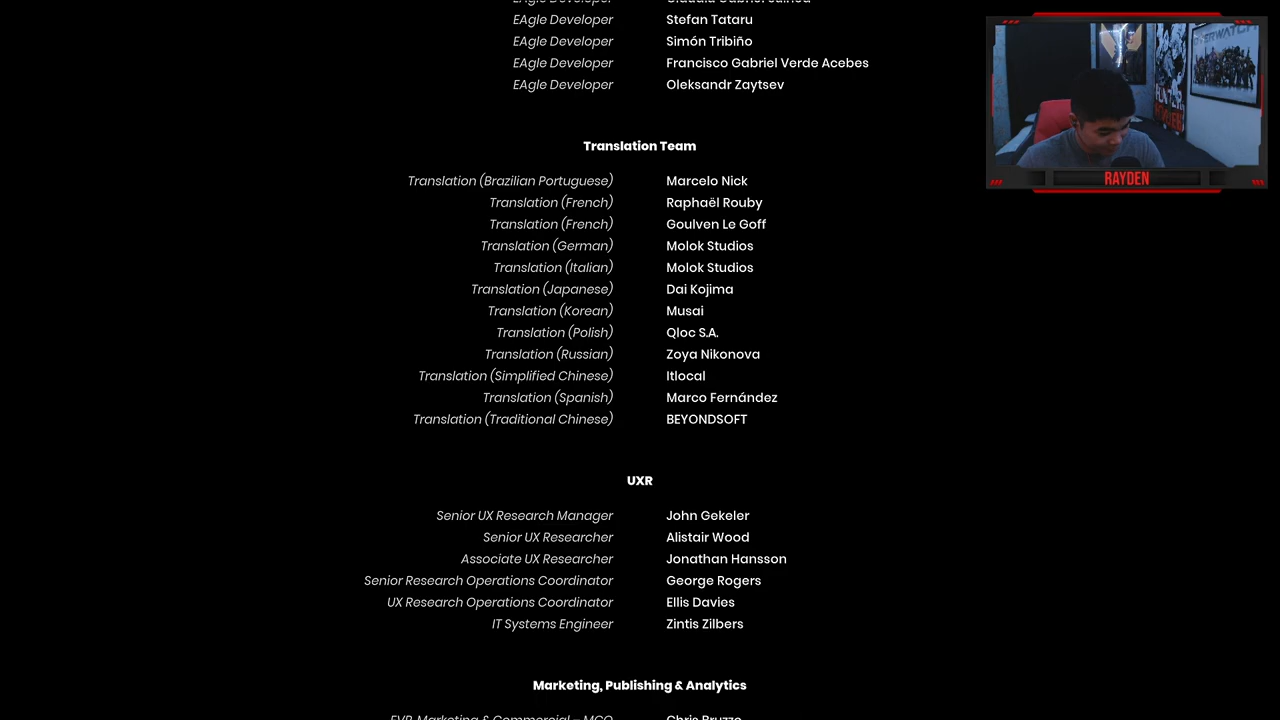 EAgle Developer Stefan Tataru
EAgle Developer Simón Tribiño
EAgle Developer Francisco Gabriel Verde Acebes
EAgle Developer Oleksandr Zaytsev
Translation Team
Translation (Brazilian Portuguese) Marcelo Nick
Translation (French) Raphaël Rouby
Translation (French) Goulven Le Goff
Translation (German) Molok Studios
Translation (Italian) Molok Studios
Translation (Japanese) Dai Kojima
Translation (Korean) Musai
Translation (Polish) Qloc S.A.
Translation (Russian) Zoya Nikonova
Translation (Simplified Chinese) Itlocal
Translation (Spanish) Marco Fernández
Translation (Traditional Chinese) BEYONDSOFT
UXR
Senior UX Research Manager John Gekeler
Senior UX Researcher Alistair Wood
Associate UX Researcher Jonathan Hansson
Senior Research Operations Coordinator George Rogers
UX Research Operations Coordinator Ellis Davies
IT Systems Engineer Zintis Zilbers
Marketing, Publishing & Analytics
RAYDEN